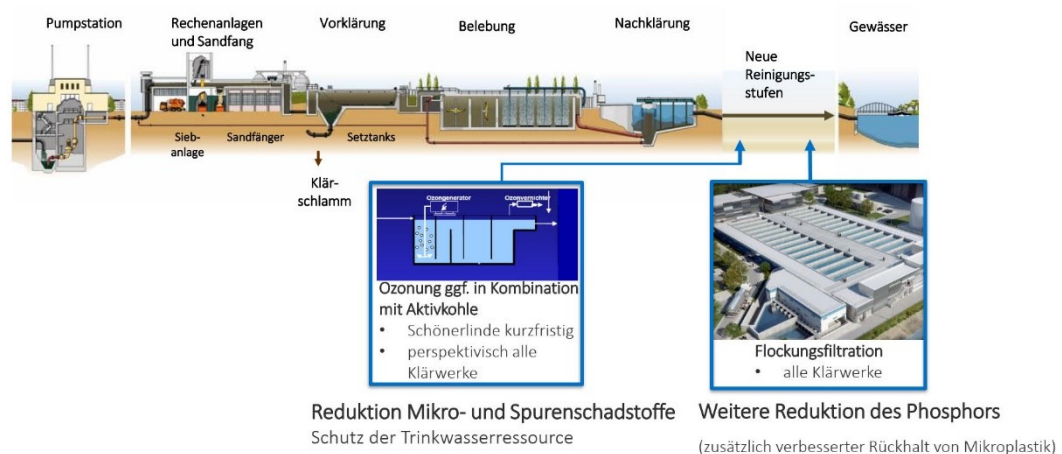 Pumpstation
Rechenanlagen
und Sandfang
Vorklärung
Belebung
Nachklärung
Gewässer
Neue
Reinigungs-
stufen
Sieb-
anlage
Sandfänger
Setztanks
Klär-
schlamm
Ozongenerator
Ozonvernichter
Ozonung ggf. in Kombination
mit Aktivkohle
• Schönerlinde kurzfristig
• perspektivisch alle
Klärwerke
Flockungsfiltration
• alle Klärwerke
Reduktion Mikro- und Spurenschadstoffe
Schutz der Trinkwasserressource
Weitere Reduktion des Phosphors
(zusätzlich verbesserter Rückhalt von Mikroplastik)